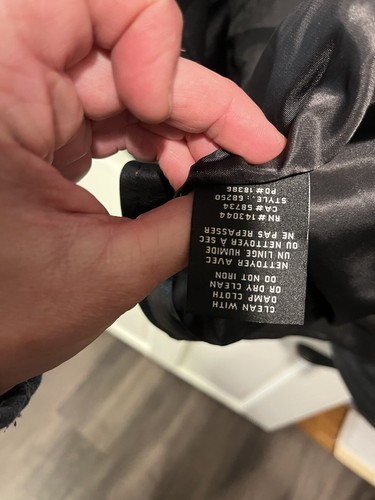 CLEAN WITH
DAMP CLOTH
OR DRY CLEAN
DO NOT IRON
NETTOYER AVEC
UN LINGE HUMIDE
OU NETTOYER À SEC
NE PAS REPASSER
RN# 143044
CA# 58734
STYLE: 68250
PO# 18386